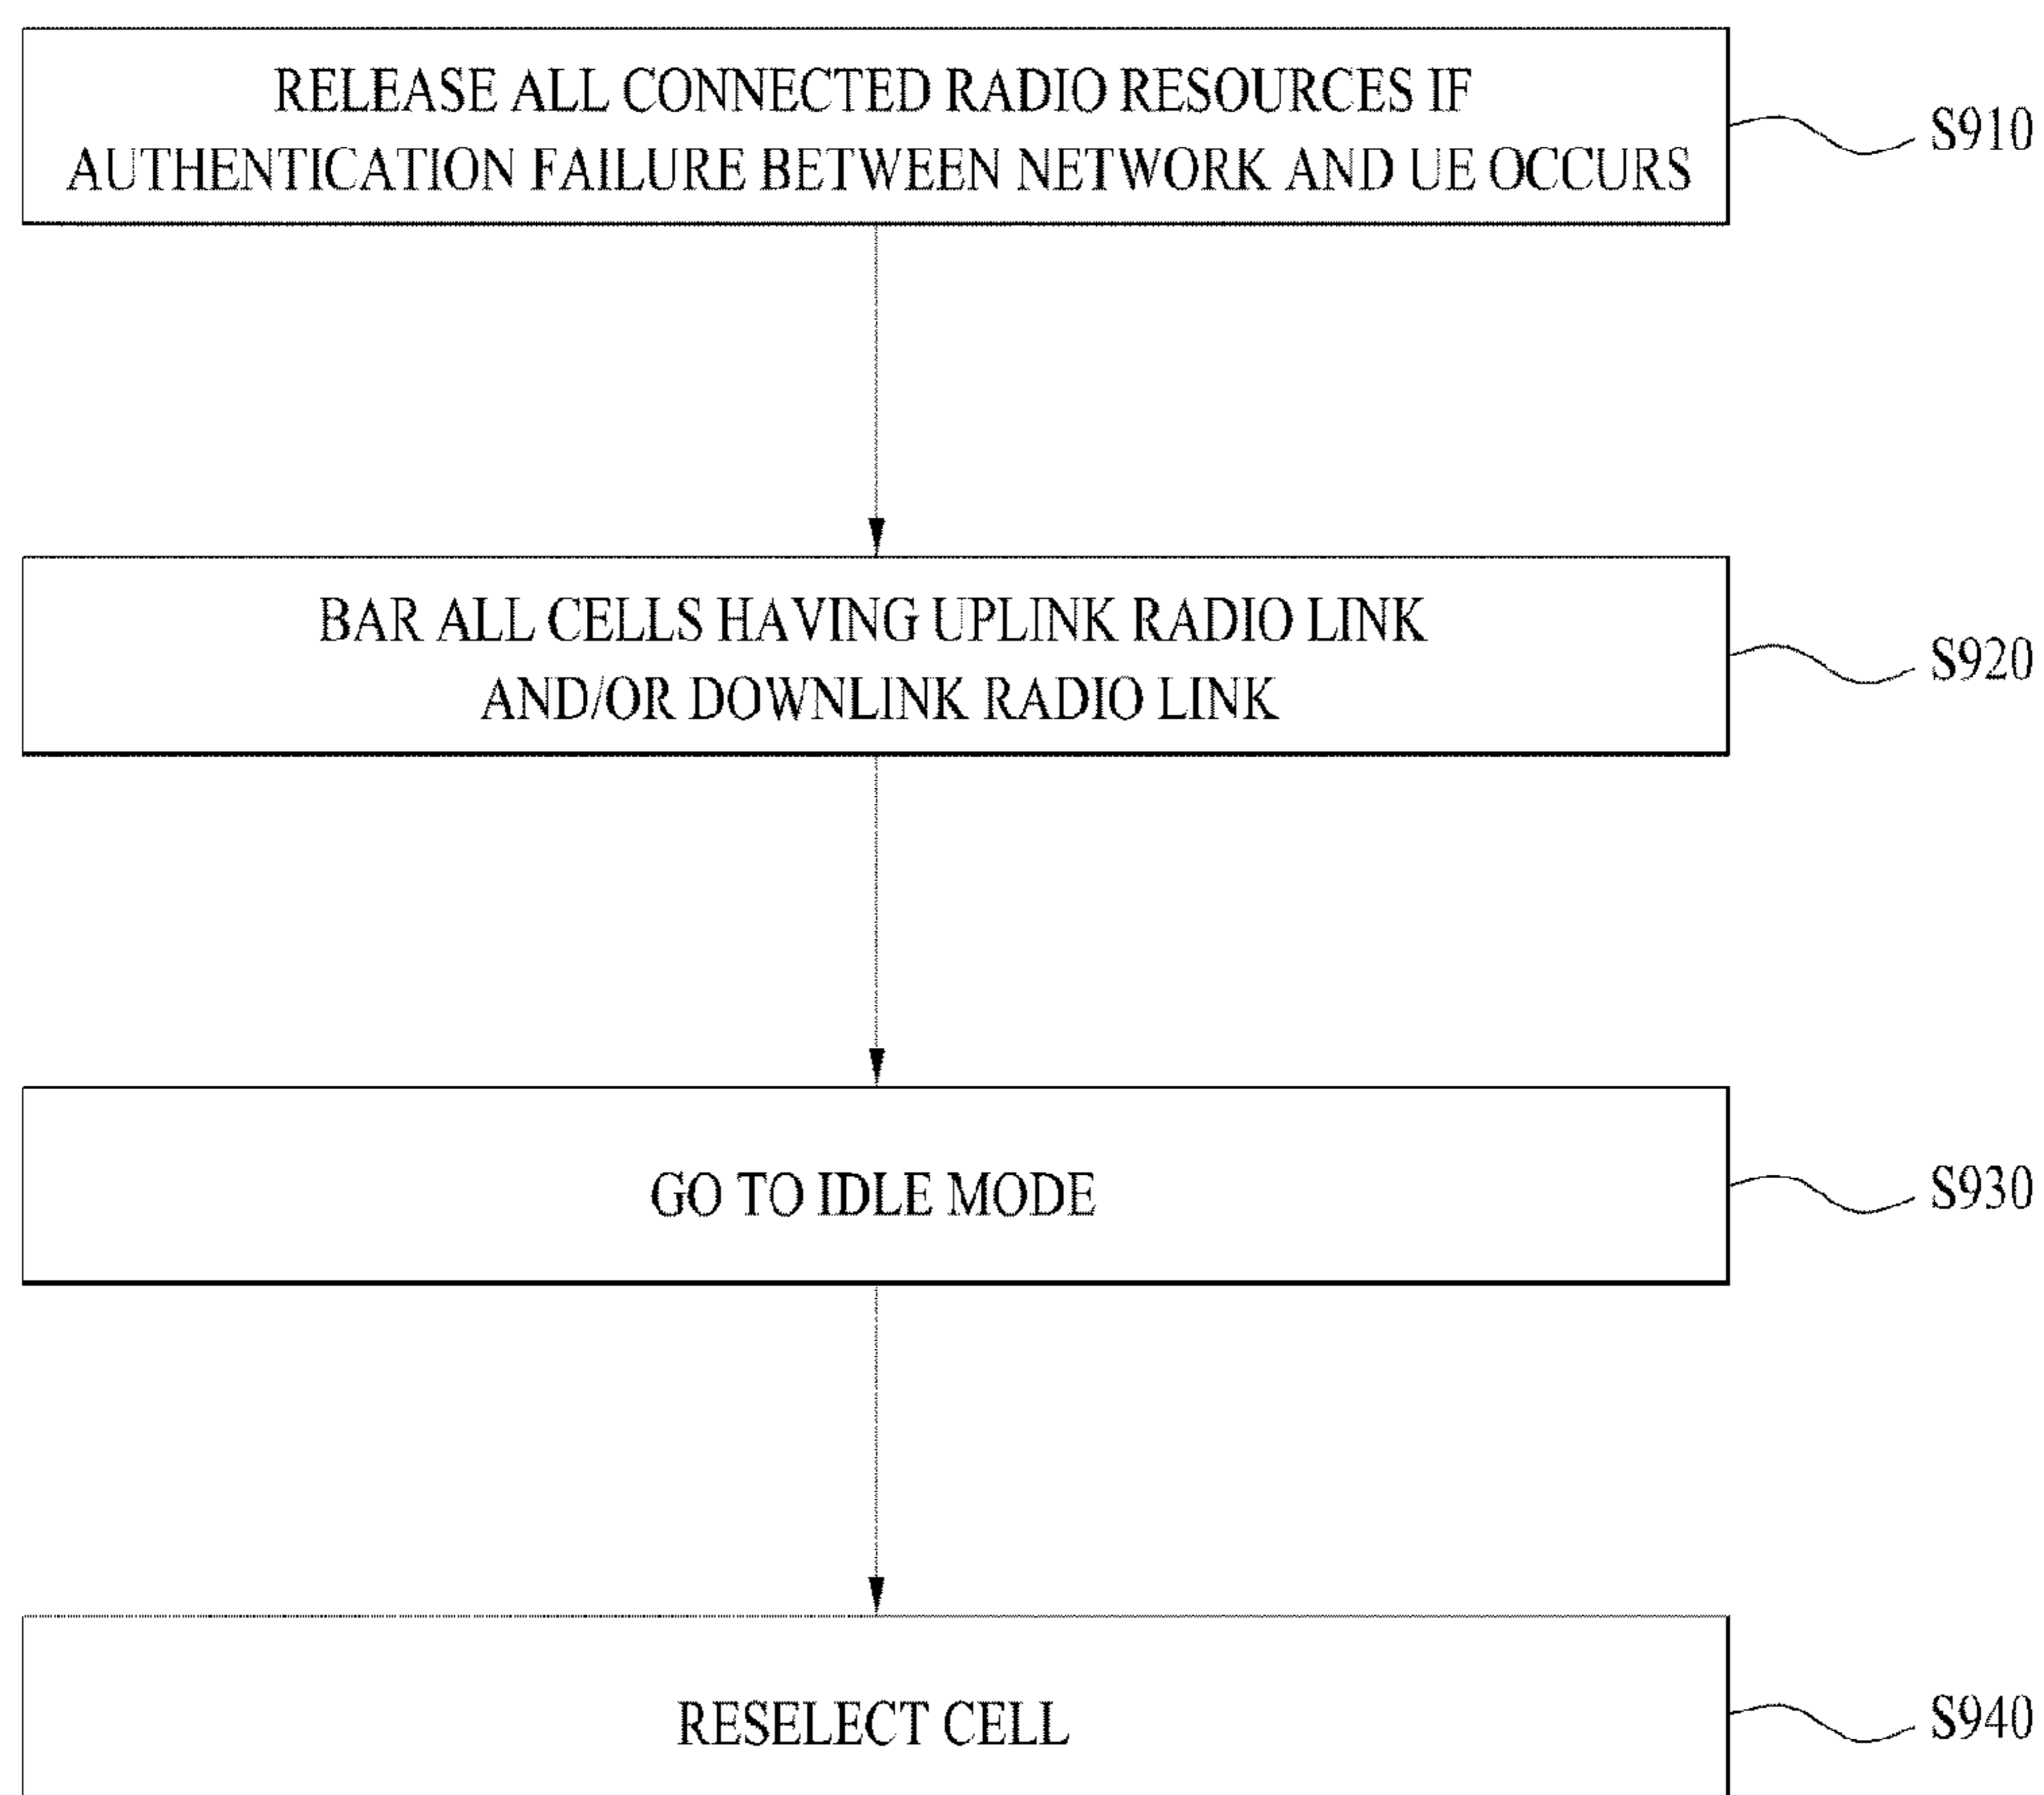 RELEASE ALL CONNECTED RADIO RESOURCES IF
AUTHENTICATION FAILURE BETWEEN NETWORK AND UE OCCURS
S910
BAR ALL CELLS HAVING UPLINK RADIO LINK
AND/OR DOWNLINK RADIO LINK
S920
GO TO IDLE MODE
S930
RESELECT CELL
S940